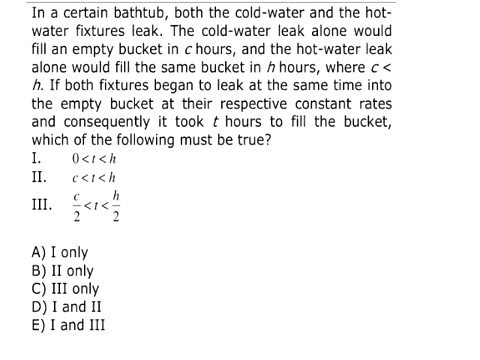 In a certain bathtub, both the cold-water and the hot-
water fixtures leak. The cold-water leak alone would
fill an empty bucket in c hours, and the hot-water leak
alone would fill the same bucket in h hours, where c <
h. If both fixtures began to leak at the same time into
the empty bucket at their respective constant rates
and consequently it took t hours to fill the bucket,
which of the following must be true?
I. 0 < t < h
II. c < t < h
III. c/2 < t < h/2
A) I only
B) II only
C) III only
D) I and II
E) I and III